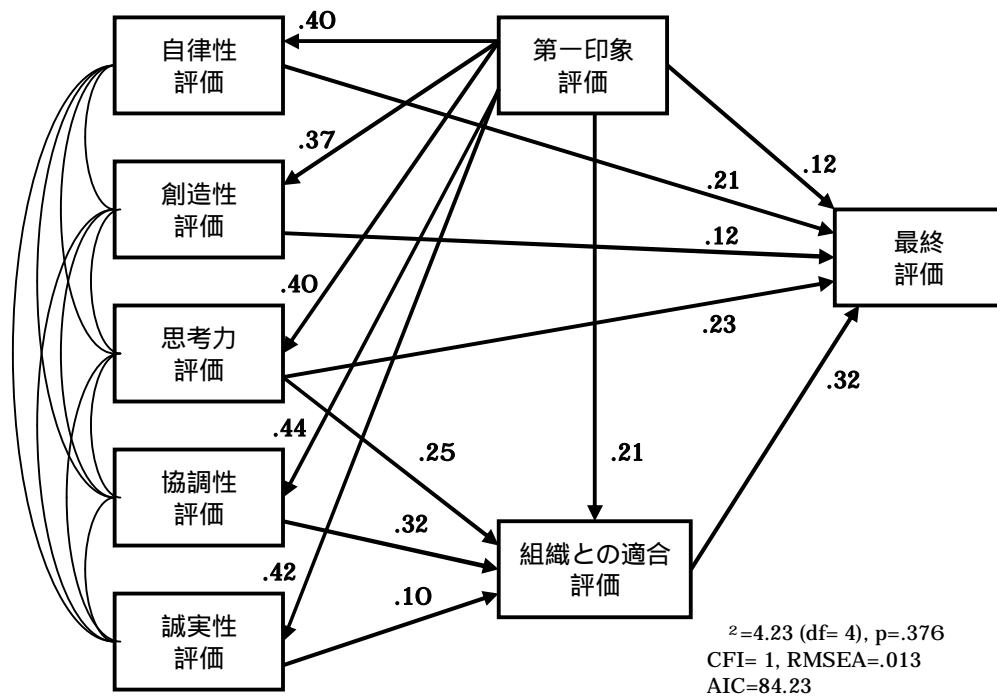 .40
自律性
評価
第一印象
評価
.37
.12
創造性
評価
.21
.12
最終
評価
.40
思考力
評価
.23
.32
.44
.25
.21
協調性
評価
.32
組織との適合
評価
.42
.10
誠実性
評価
²=4.23 (df= 4), p=.376
CFI= 1, RMSEA=.013
AIC=84.23